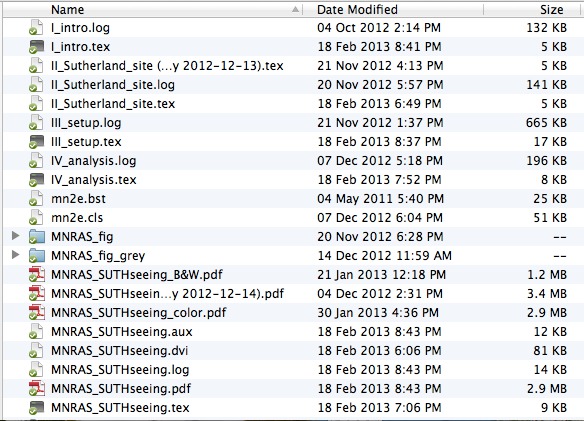 Name Date Modified Size
I_intro.log 04 Oct 2012 2:14 PM 132 KB
I_intro.tex 18 Feb 2013 8:41 PM 5 KB
II_Sutherland_site (...y 2012-12-13).tex 21 Nov 2012 4:13 PM 5 KB
II_Sutherland_site.log 20 Nov 2012 5:57 PM 141 KB
II_Sutherland_site.tex 18 Feb 2013 6:49 PM 5 KB
III_setup.log 21 Nov 2012 1:37 PM 665 KB
III_setup.tex 18 Feb 2013 8:37 PM 17 KB
IV_analysis.log 07 Dec 2012 5:18 PM 196 KB
IV_analysis.tex 18 Feb 2013 7:52 PM 8 KB
mn2e.bst 04 May 2011 5:40 PM 25 KB
mn2e.cls 07 Dec 2012 6:04 PM 51 KB
MNRAS_fig 20 Nov 2012 6:28 PM --
MNRAS_fig_grey 14 Dec 2012 11:59 AM --
MNRAS_SUTHseeing_B&W.pdf 21 Jan 2013 12:18 PM 1.2 MB
MNRAS_SUTHseein...y 2012-12-14).pdf 04 Dec 2012 2:31 PM 3.4 MB
MNRAS_SUTHseeing_color.pdf 30 Jan 2013 4:36 PM 2.9 MB
MNRAS_SUTHseeing.aux 18 Feb 2013 8:43 PM 12 KB
MNRAS_SUTHseeing.dvi 18 Feb 2013 6:06 PM 81 KB
MNRAS_SUTHseeing.log 18 Feb 2013 8:43 PM 14 KB
MNRAS_SUTHseeing.pdf 18 Feb 2013 8:43 PM 2.9 MB
MNRAS_SUTHseeing.tex 18 Feb 2013 7:06 PM 9 KB